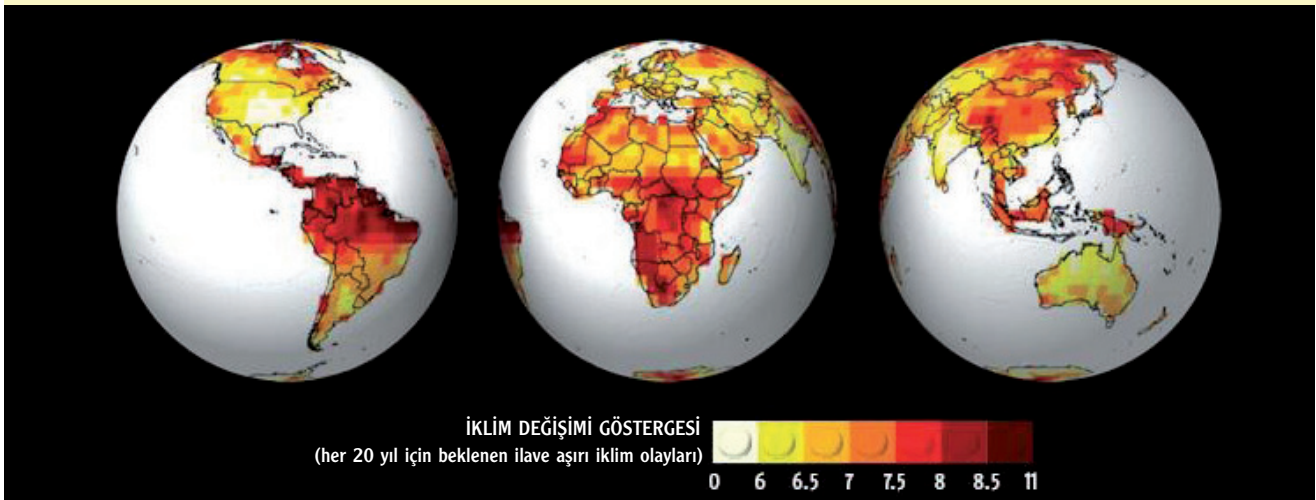 İKLİM DEĞİŞİMİ GÖSTERGESİ
(her 20 yıl için beklenen ilave aşırı iklim olayları)
0 6 6.5 7 7.5 8 8.5 11